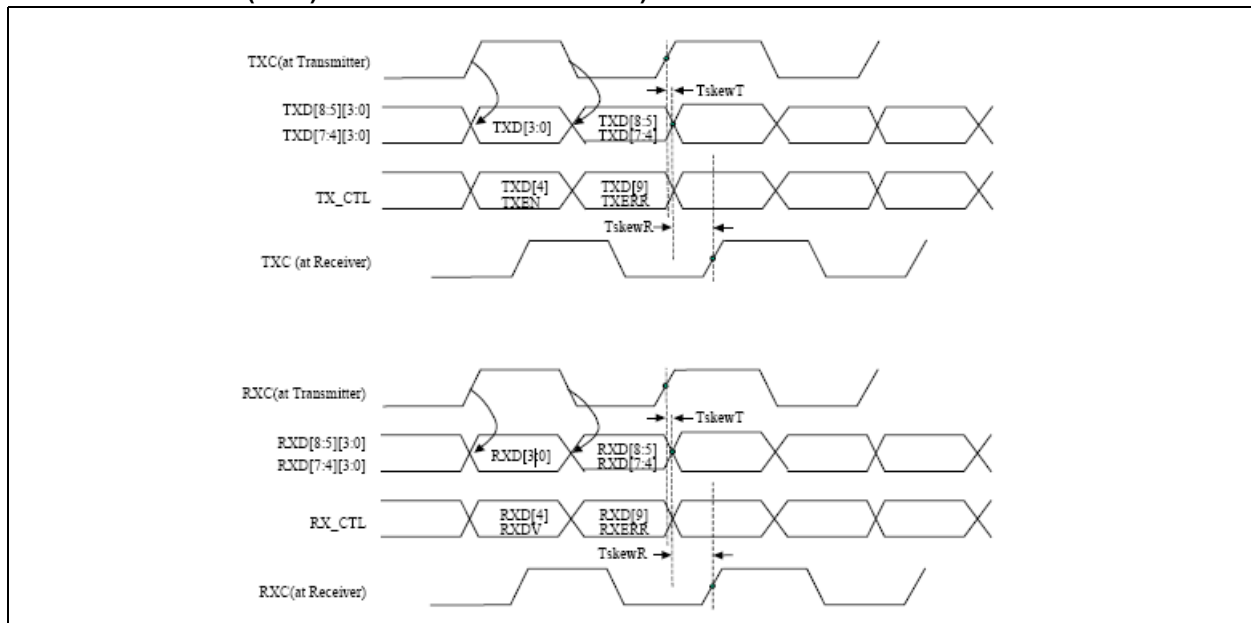 TXC(at Transmitter)
TskewT
TXD[8:5][3:0]
TXD[7:4][3:0]
TXD[3:0]
TXD[8:5]
TXD[7:4]
TX_CTL
TXD[4]
TXEN
TXD[9]
TXERR
TskewR
TXC (at Receiver)
RXC(at Transmitter)
TskewT
RXD[8:5][3:0]
RXD[7:4][3:0]
RXD[3:0]
RXD[8:5]
RXD[7:4]
RX_CTL
RXD[4]
RXDV
RXD[9]
RXERR
TskewR
RXC(at Receiver)